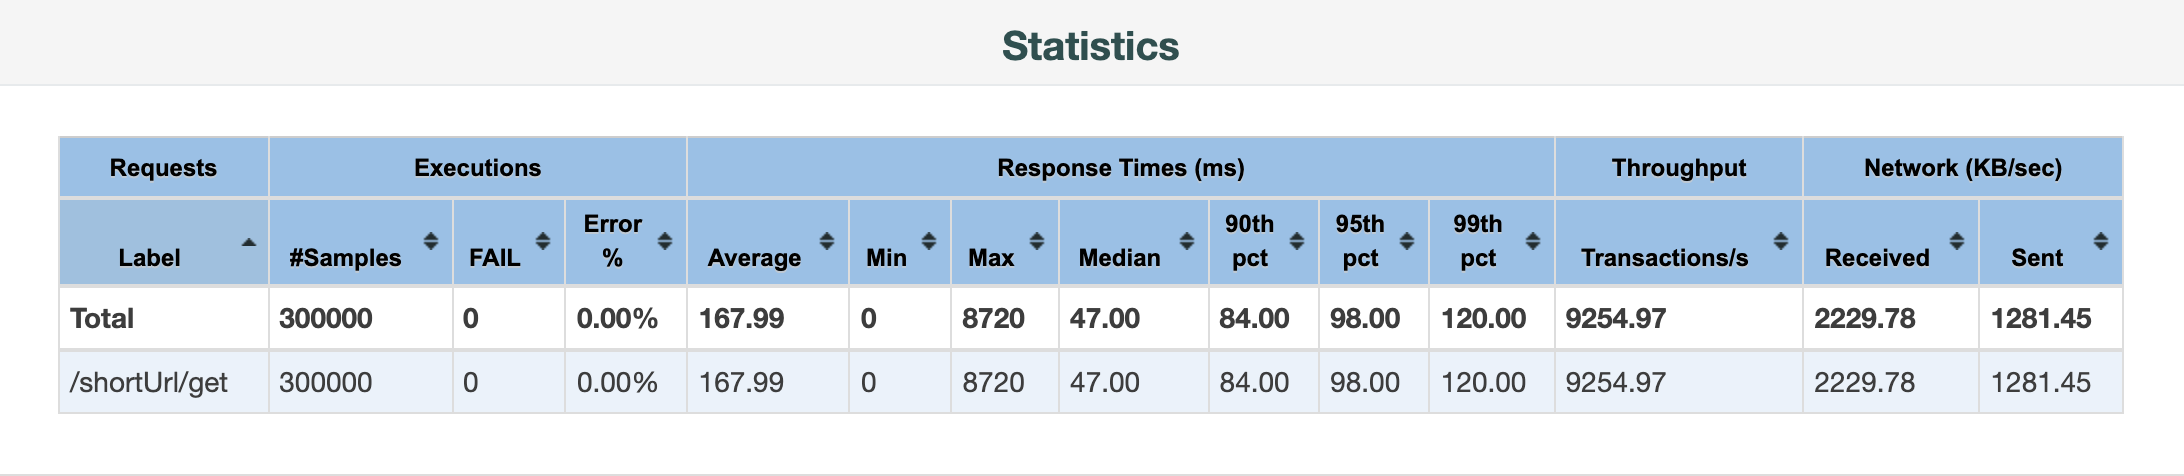 Statistics
Requests Executions Response Times (ms) Throughput Network (KB/sec)
Label #Samples FAIL Error % Average Min Max Median 90th pct 95th pct 99th pct Transactions/s Received Sent
Total 300000 0 0.00% 167.99 0 8720 47.00 84.00 98.00 120.00 9254.97 2229.78 1281.45
/shortUrl/get 300000 0 0.00% 167.99 0 8720 47.00 84.00 98.00 120.00 9254.97 2229.78 1281.45